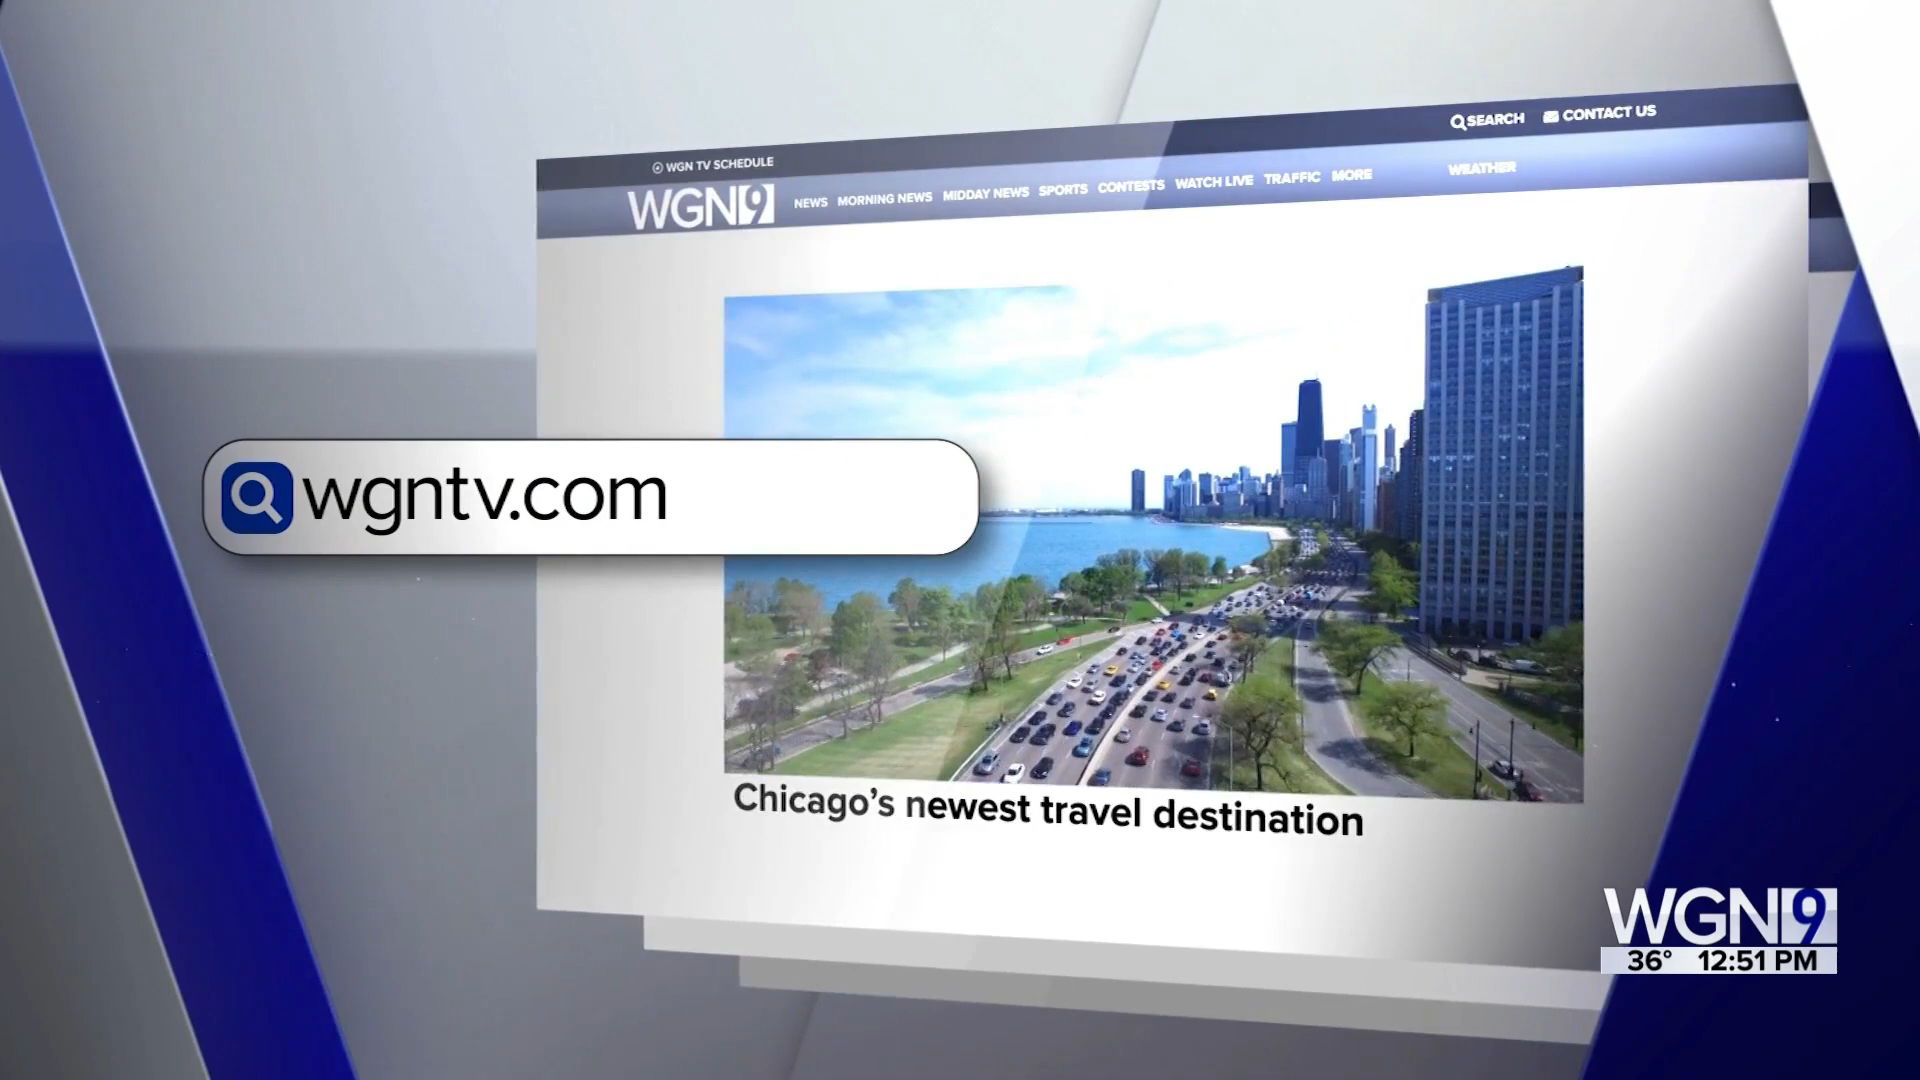 SEARCH
CONTACT US
WGN TV SCHEDULE
WGN9
NEWS MORNING NEWS MIDDAY NEWS SPORTS CONTESTS WATCH LIVE TRAFFIC MORE WEATHER
wgntv.com
Chicago's newest travel destination
WGN9
36° 12:51 PM